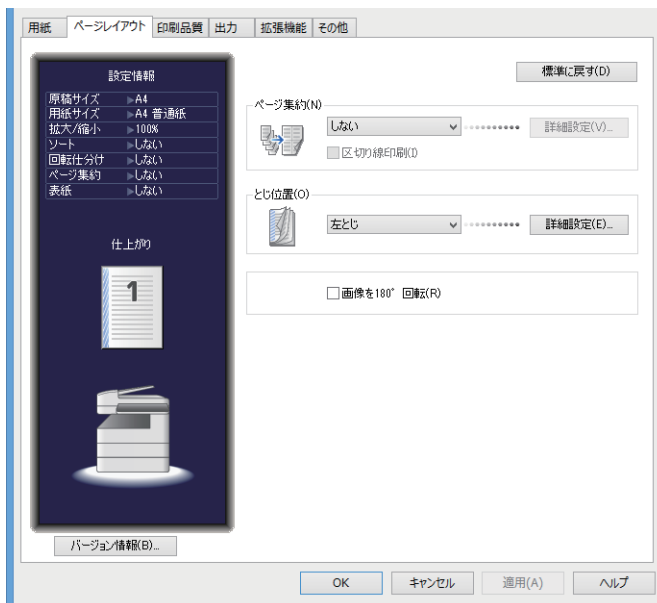 用紙 ページレイアウト 印刷品質 出力 拡張機能 その他
設定情報
原稿サイズ ▶A4
用紙サイズ ▶A4 普通紙
拡大/縮小 ▶100%
ソート ▶しない
回転仕分け ▶しない
ページ集約 ▶しない
表紙 ▶しない
仕上がり
1
バージョン情報(B)...
標準に戻す(D)
ページ集約(N)
しない 詳細設定(V)...
区切り線印刷(I)
とじ位置(O)
左とじ 詳細設定(E)...
画像を180° 回転(R)
OK キャンセル 適用(A) ヘルプ